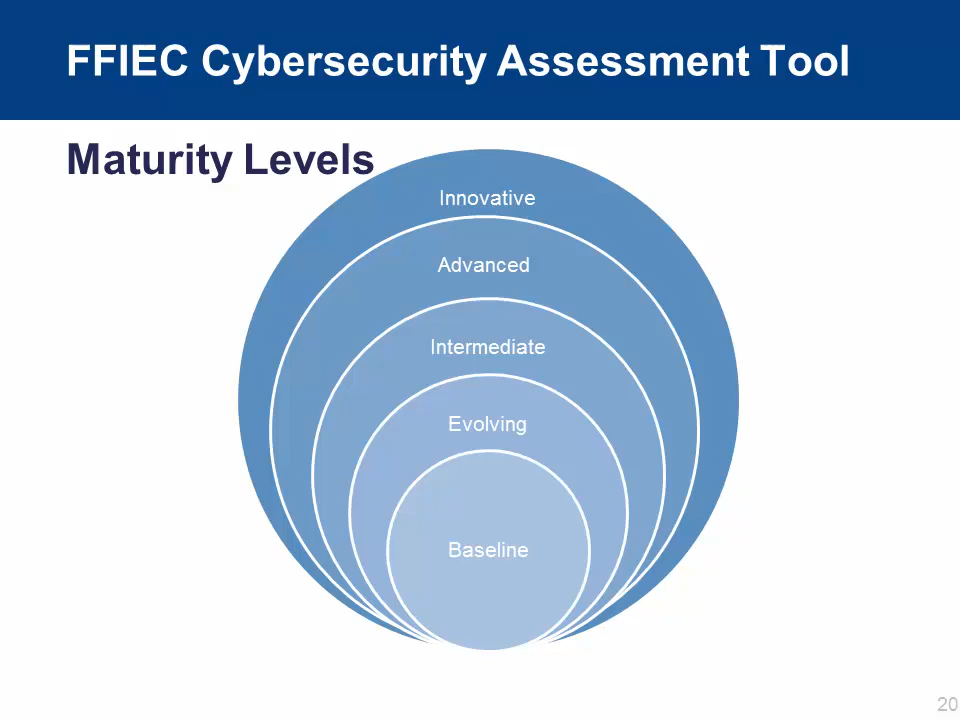 FFIEC Cybersecurity Assessment Tool
Maturity Levels
Innovative
Advanced
Intermediate
Evolving
Baseline
20